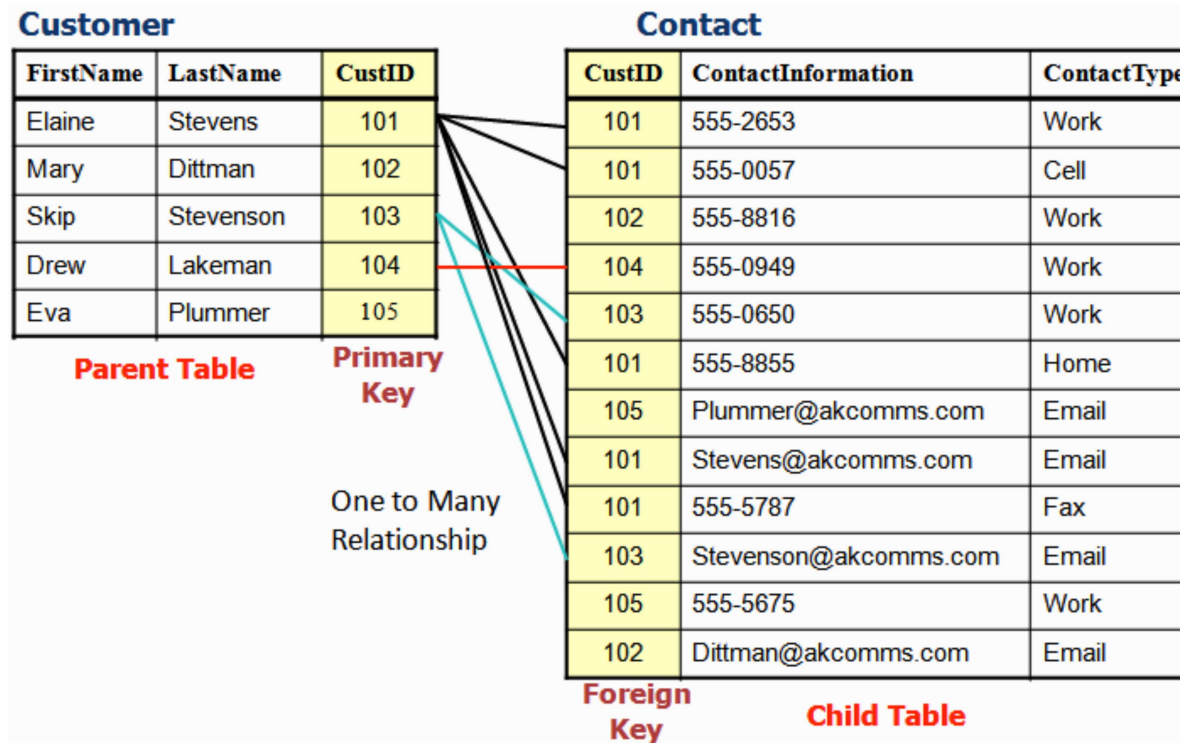 Customer
FirstName LastName CustID
Elaine Stevens 101
Mary Dittman 102
Skip Stevenson 103
Drew Lakeman 104
Eva Plummer 105
Parent Table
Primary
Key
One to Many
Relationship
Contact
CustID ContactInformation ContactType
101 555-2653 Work
101 555-0057 Cell
102 555-8816 Work
104 555-0949 Work
103 555-0650 Work
101 555-8855 Home
105 Plummer@akcomms.com Email
101 Stevens@akcomms.com Email
101 555-5787 Fax
103 Stevenson@akcomms.com Email
105 555-5675 Work
102 Dittman@akcomms.com Email
Foreign
Key
Child Table